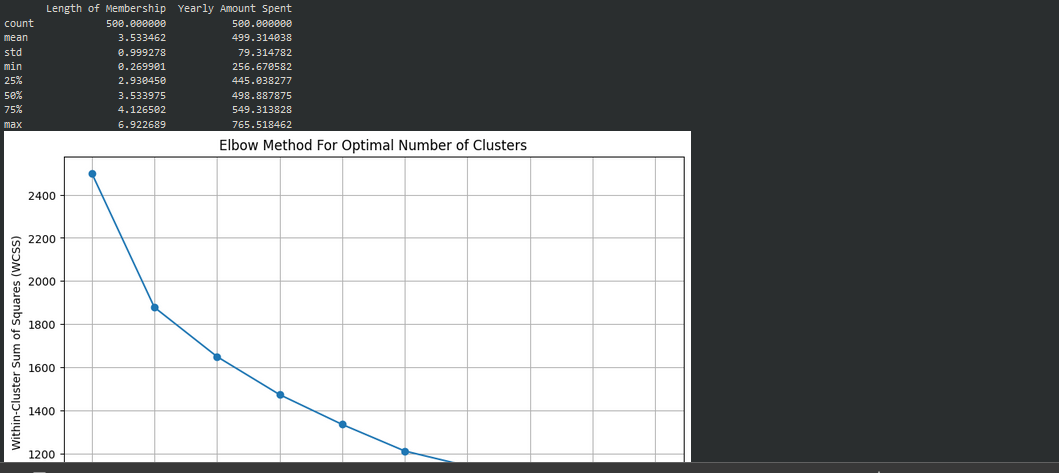 Length of Membership  Yearly Amount Spent
count 500.000000 500.000000
mean 3.533462 499.314038
std 0.999278 79.314782
min 0.269901 256.670582
25% 2.930450 445.038277
50% 3.533975 498.887875
75% 4.126502 549.313828
max 6.922689 765.518462
Elbow Method For Optimal Number of Clusters
Within-Cluster Sum of Squares (WCSS)
2400
2200
2000
1800
1600
1400
1200